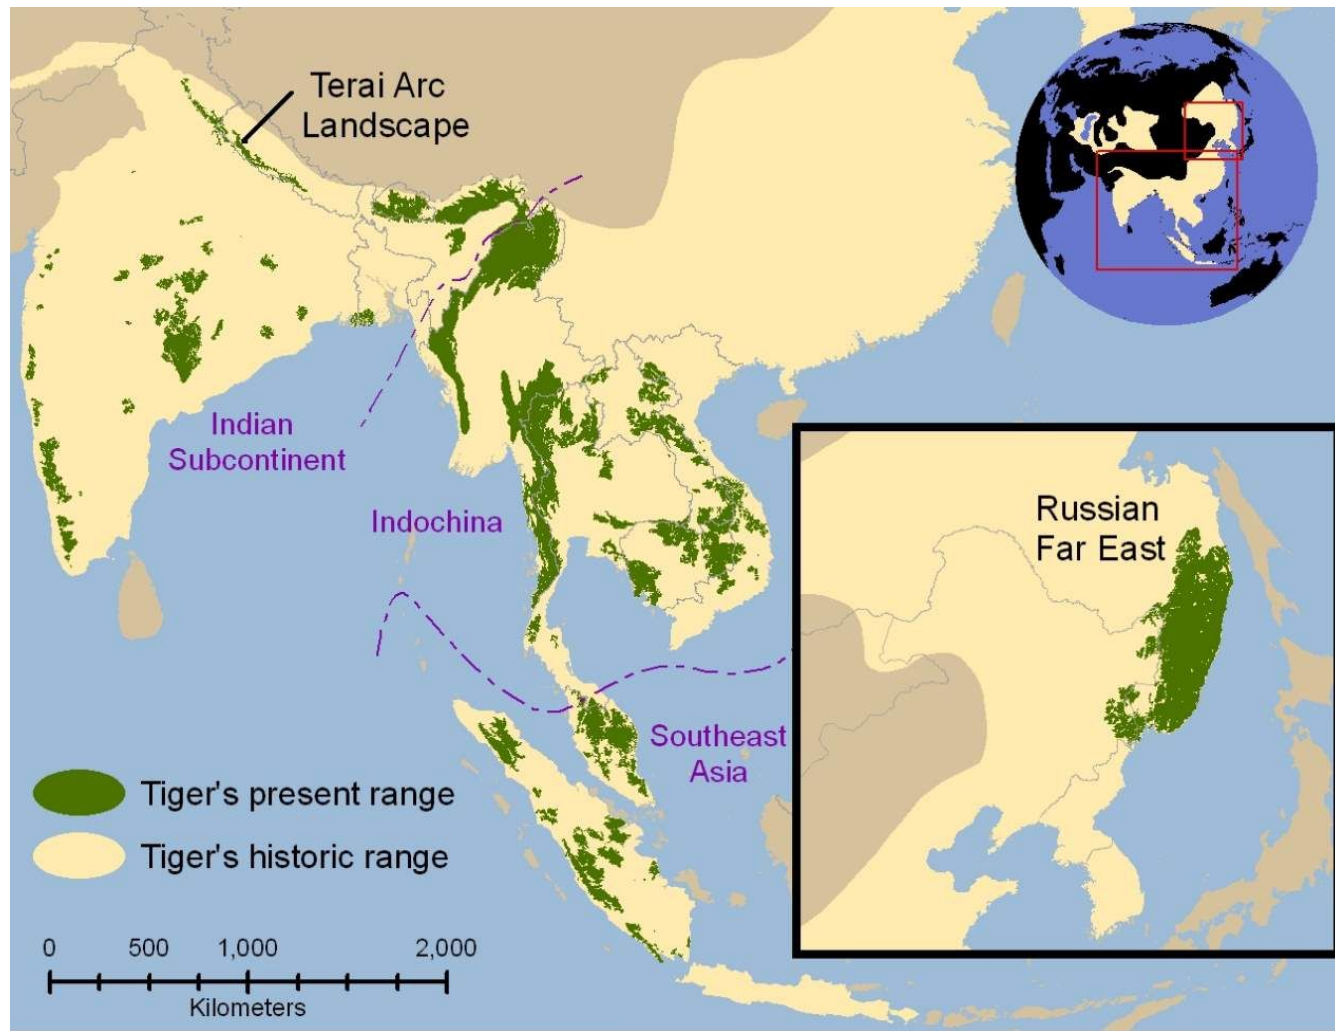 Terai Arc
Landscape
Indian
Subcontinent
Indochina
Southeast
Asia
Russian
Far East
Tiger's present range
Tiger's historic range
0 500 1,000 2,000
Kilometers